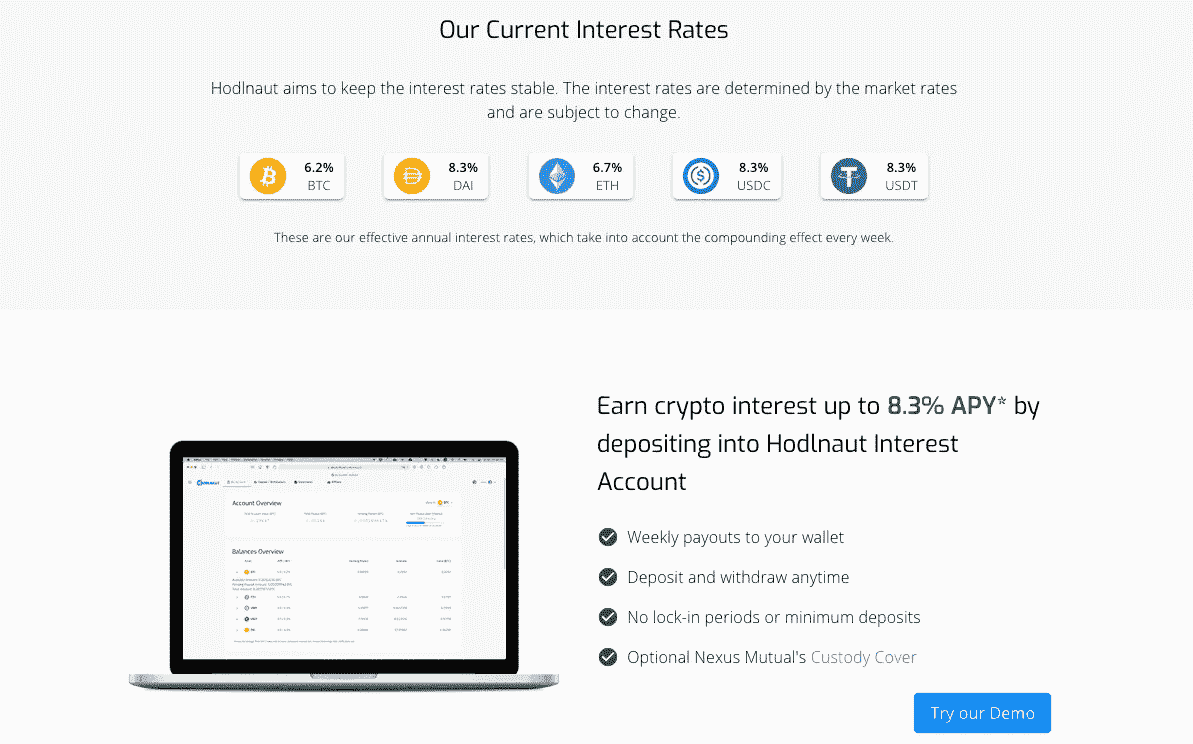 Our Current Interest Rates
Hodlnaut aims to keep the interest rates stable. The interest rates are determined by the market rates
and are subject to change.
6.2%
BTC
8.3%
DAI
6.7%
ETH
8.3%
USDC
8.3%
USDT
These are our effective annual interest rates, which take into account the compounding effect every week.
Earn crypto interest up to 8.3% APY* by
depositing into Hodlnaut Interest
Account
Weekly payouts to your wallet
Deposit and withdraw anytime
No lock-in periods or minimum deposits
Optional Nexus Mutual's Custody Cover
Try our Demo
Account Overview
Balances Overview